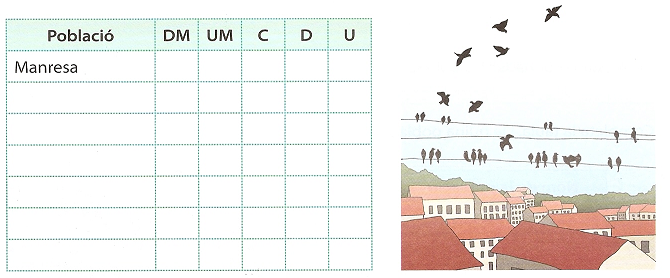 Població DM UM C D U
Manresa